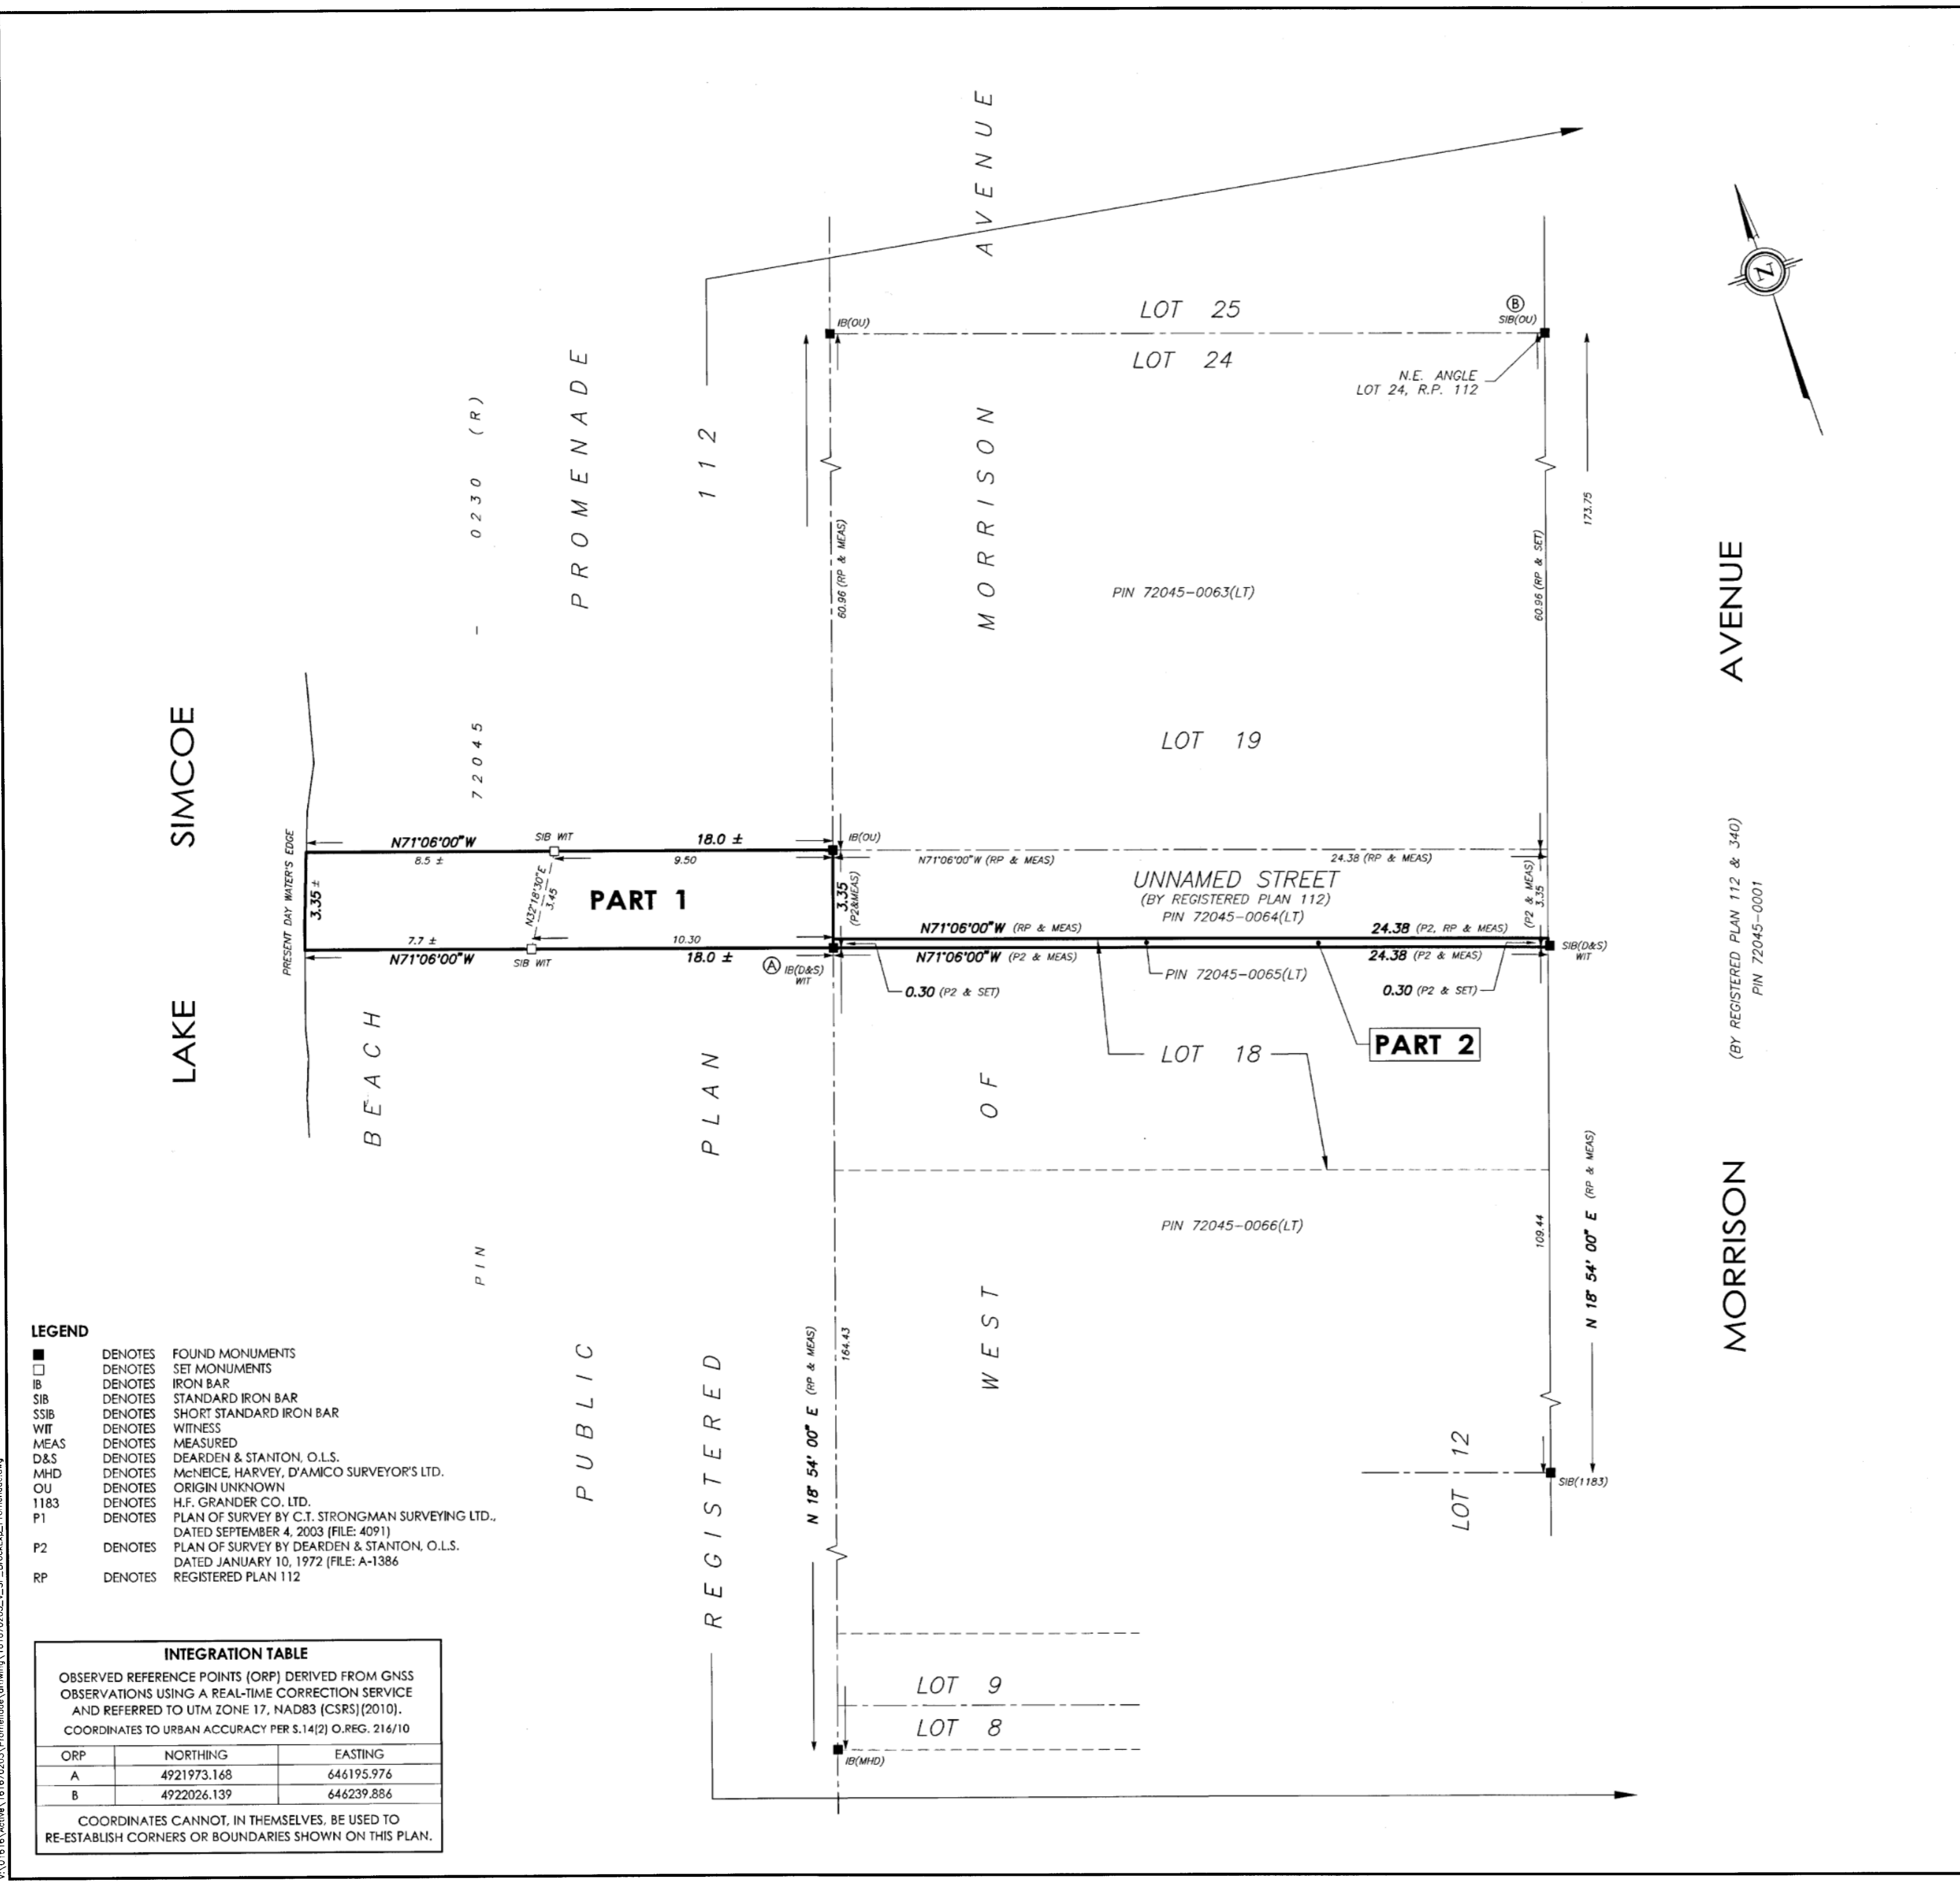 AVENUE
LOT 25
Ⓑ
SIB(OU)
IB(OU)
LOT 24
N.E. ANGLE
LOT 24, R.P. 112
N
PROMENADE
112
72045 - 0230 (R)
MORRISON
60.96 (RP & MEAS)
60.96 (RP & SET)
173.75
PIN 72045-0063(LT)
LOT 19
LAKE SIMCOE
MORRISON AVENUE
(BY REGISTERED PLAN 112 & 340)
PIN 72045-0001
PRESENT DAY WATER'S EDGE
N71°06'00"W
SIB WIT
18.0 ±
IB(OU)
8.5 ±
9.50
N71°06'00"W (RP & MEAS)
24.38 (RP & MEAS)
3.35 ±
N32°18'30"E
3.45
PART 1
3.35
(P2&MEAS)
UNNAMED STREET
(BY REGISTERED PLAN 112)
PIN 72045-0064(LT)
(P2 & MEAS)
3.35
7.7 ±
10.30
N71°06'00"W (RP & MEAS)
24.38 (P2, RP & MEAS)
N71°06'00"W
SIB WIT
18.0 ±
Ⓐ IB(D&S)
WIT
N71°06'00"W (P2 & MEAS)
24.38 (P2 & MEAS)
SIB(D&S)
WIT
PIN 72045-0065(LT)
0.30 (P2 & SET)
0.30 (P2 & SET)
PART 2
LOT 18
BEACH
PLAN
OF
PIN 72045-0066(LT)
109.44
N 18° 54' 00" E (RP & MEAS)
PIN
PUBLIC
REGISTERED
WEST
N 18° 54' 00" E (RP & MEAS)
164.43
LOT 12
SIB(1183)
LOT 9
LOT 8
IB(MHD)
LEGEND
■ DENOTES FOUND MONUMENTS
□ DENOTES SET MONUMENTS
IB DENOTES IRON BAR
SIB DENOTES STANDARD IRON BAR
SSIB DENOTES SHORT STANDARD IRON BAR
WIT DENOTES WITNESS
MEAS DENOTES MEASURED
D&S DENOTES DEARDEN & STANTON, O.L.S.
MHD DENOTES McNEICE, HARVEY, D'AMICO SURVEYOR'S LTD.
OU DENOTES ORIGIN UNKNOWN
1183 DENOTES H.F. GRANDER CO. LTD.
P1 DENOTES PLAN OF SURVEY BY C.T. STRONGMAN SURVEYING LTD.,
DATED SEPTEMBER 4, 2003 (FILE: 4091)
P2 DENOTES PLAN OF SURVEY BY DEARDEN & STANTON, O.L.S.
DATED JANUARY 10, 1972 (FILE: A-1386
RP DENOTES REGISTERED PLAN 112
INTEGRATION TABLE
OBSERVED REFERENCE POINTS (ORP) DERIVED FROM GNSS
OBSERVATIONS USING A REAL-TIME CORRECTION SERVICE
AND REFERRED TO UTM ZONE 17, NAD83 (CSRS)(2010).
COORDINATES TO URBAN ACCURACY PER S.14(2) O.REG. 216/10
ORP NORTHING EASTING
A 4921973.168 646195.976
B 4922026.139 646239.886
COORDINATES CANNOT, IN THEMSELVES, BE USED TO
RE-ESTABLISH CORNERS OR BOUNDARIES SHOWN ON THIS PLAN.